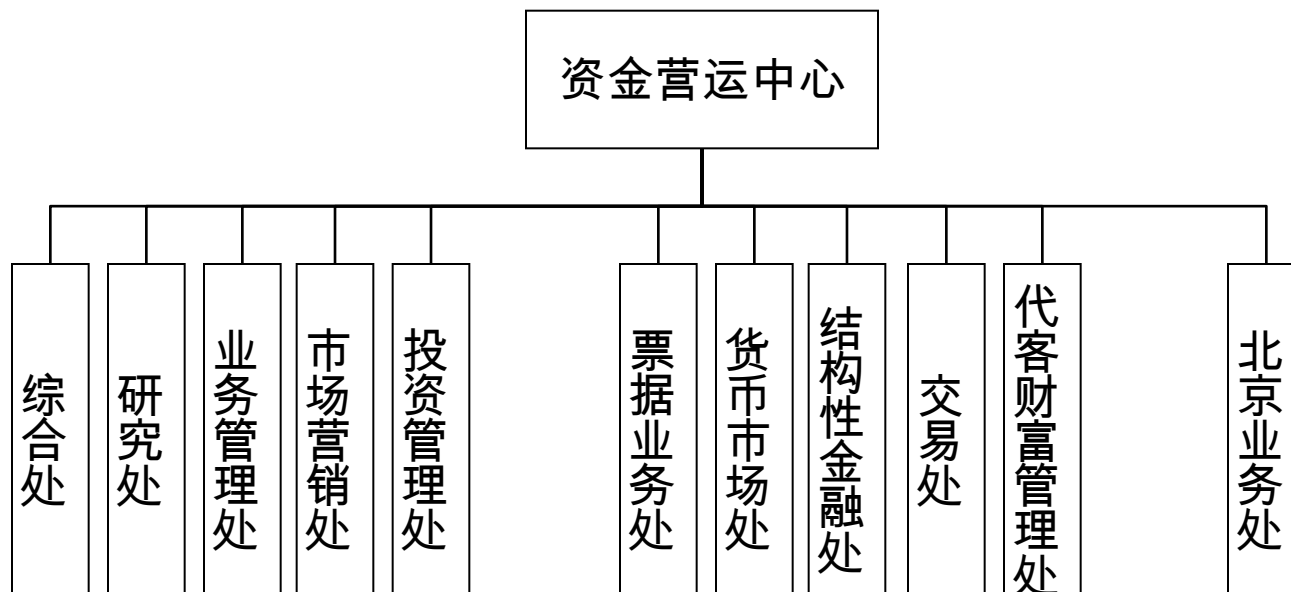 资金营运中心
综合处
研究处
业务管理处
市场营销处
投资管理处
票据业务处
货币市场处
结构性金融处
交易处
代客财富管理处
北京业务处